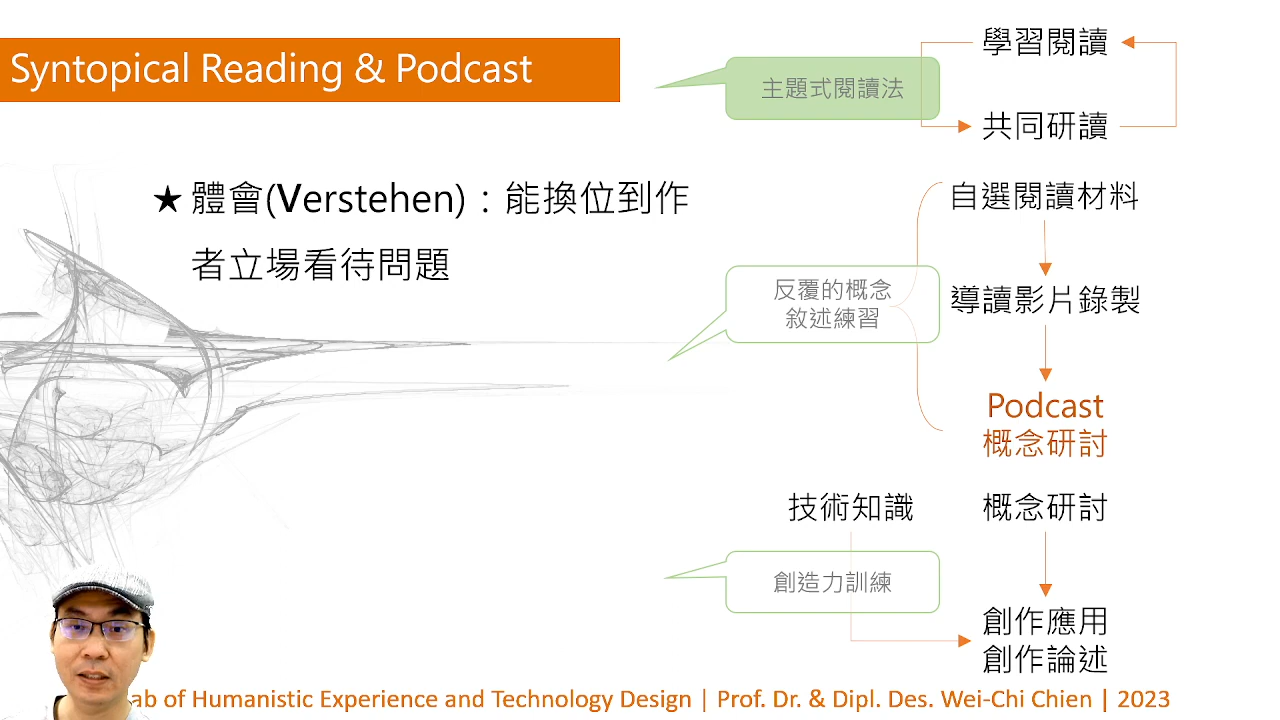 Syntopical Reading & Podcast
★ 體會(Verstehen)：能換位到作
者立場看待問題
主題式閱讀法
學習閱讀
共同研讀
自選閱讀材料
反覆的概念
敘述練習
導讀影片錄製
Podcast
概念研討
技術知識
概念研討
創造力訓練
創作應用
創作論述
ab of Humanistic Experience and Technology Design | Prof. Dr. & Dipl. Des. Wei-Chi Chien | 2023